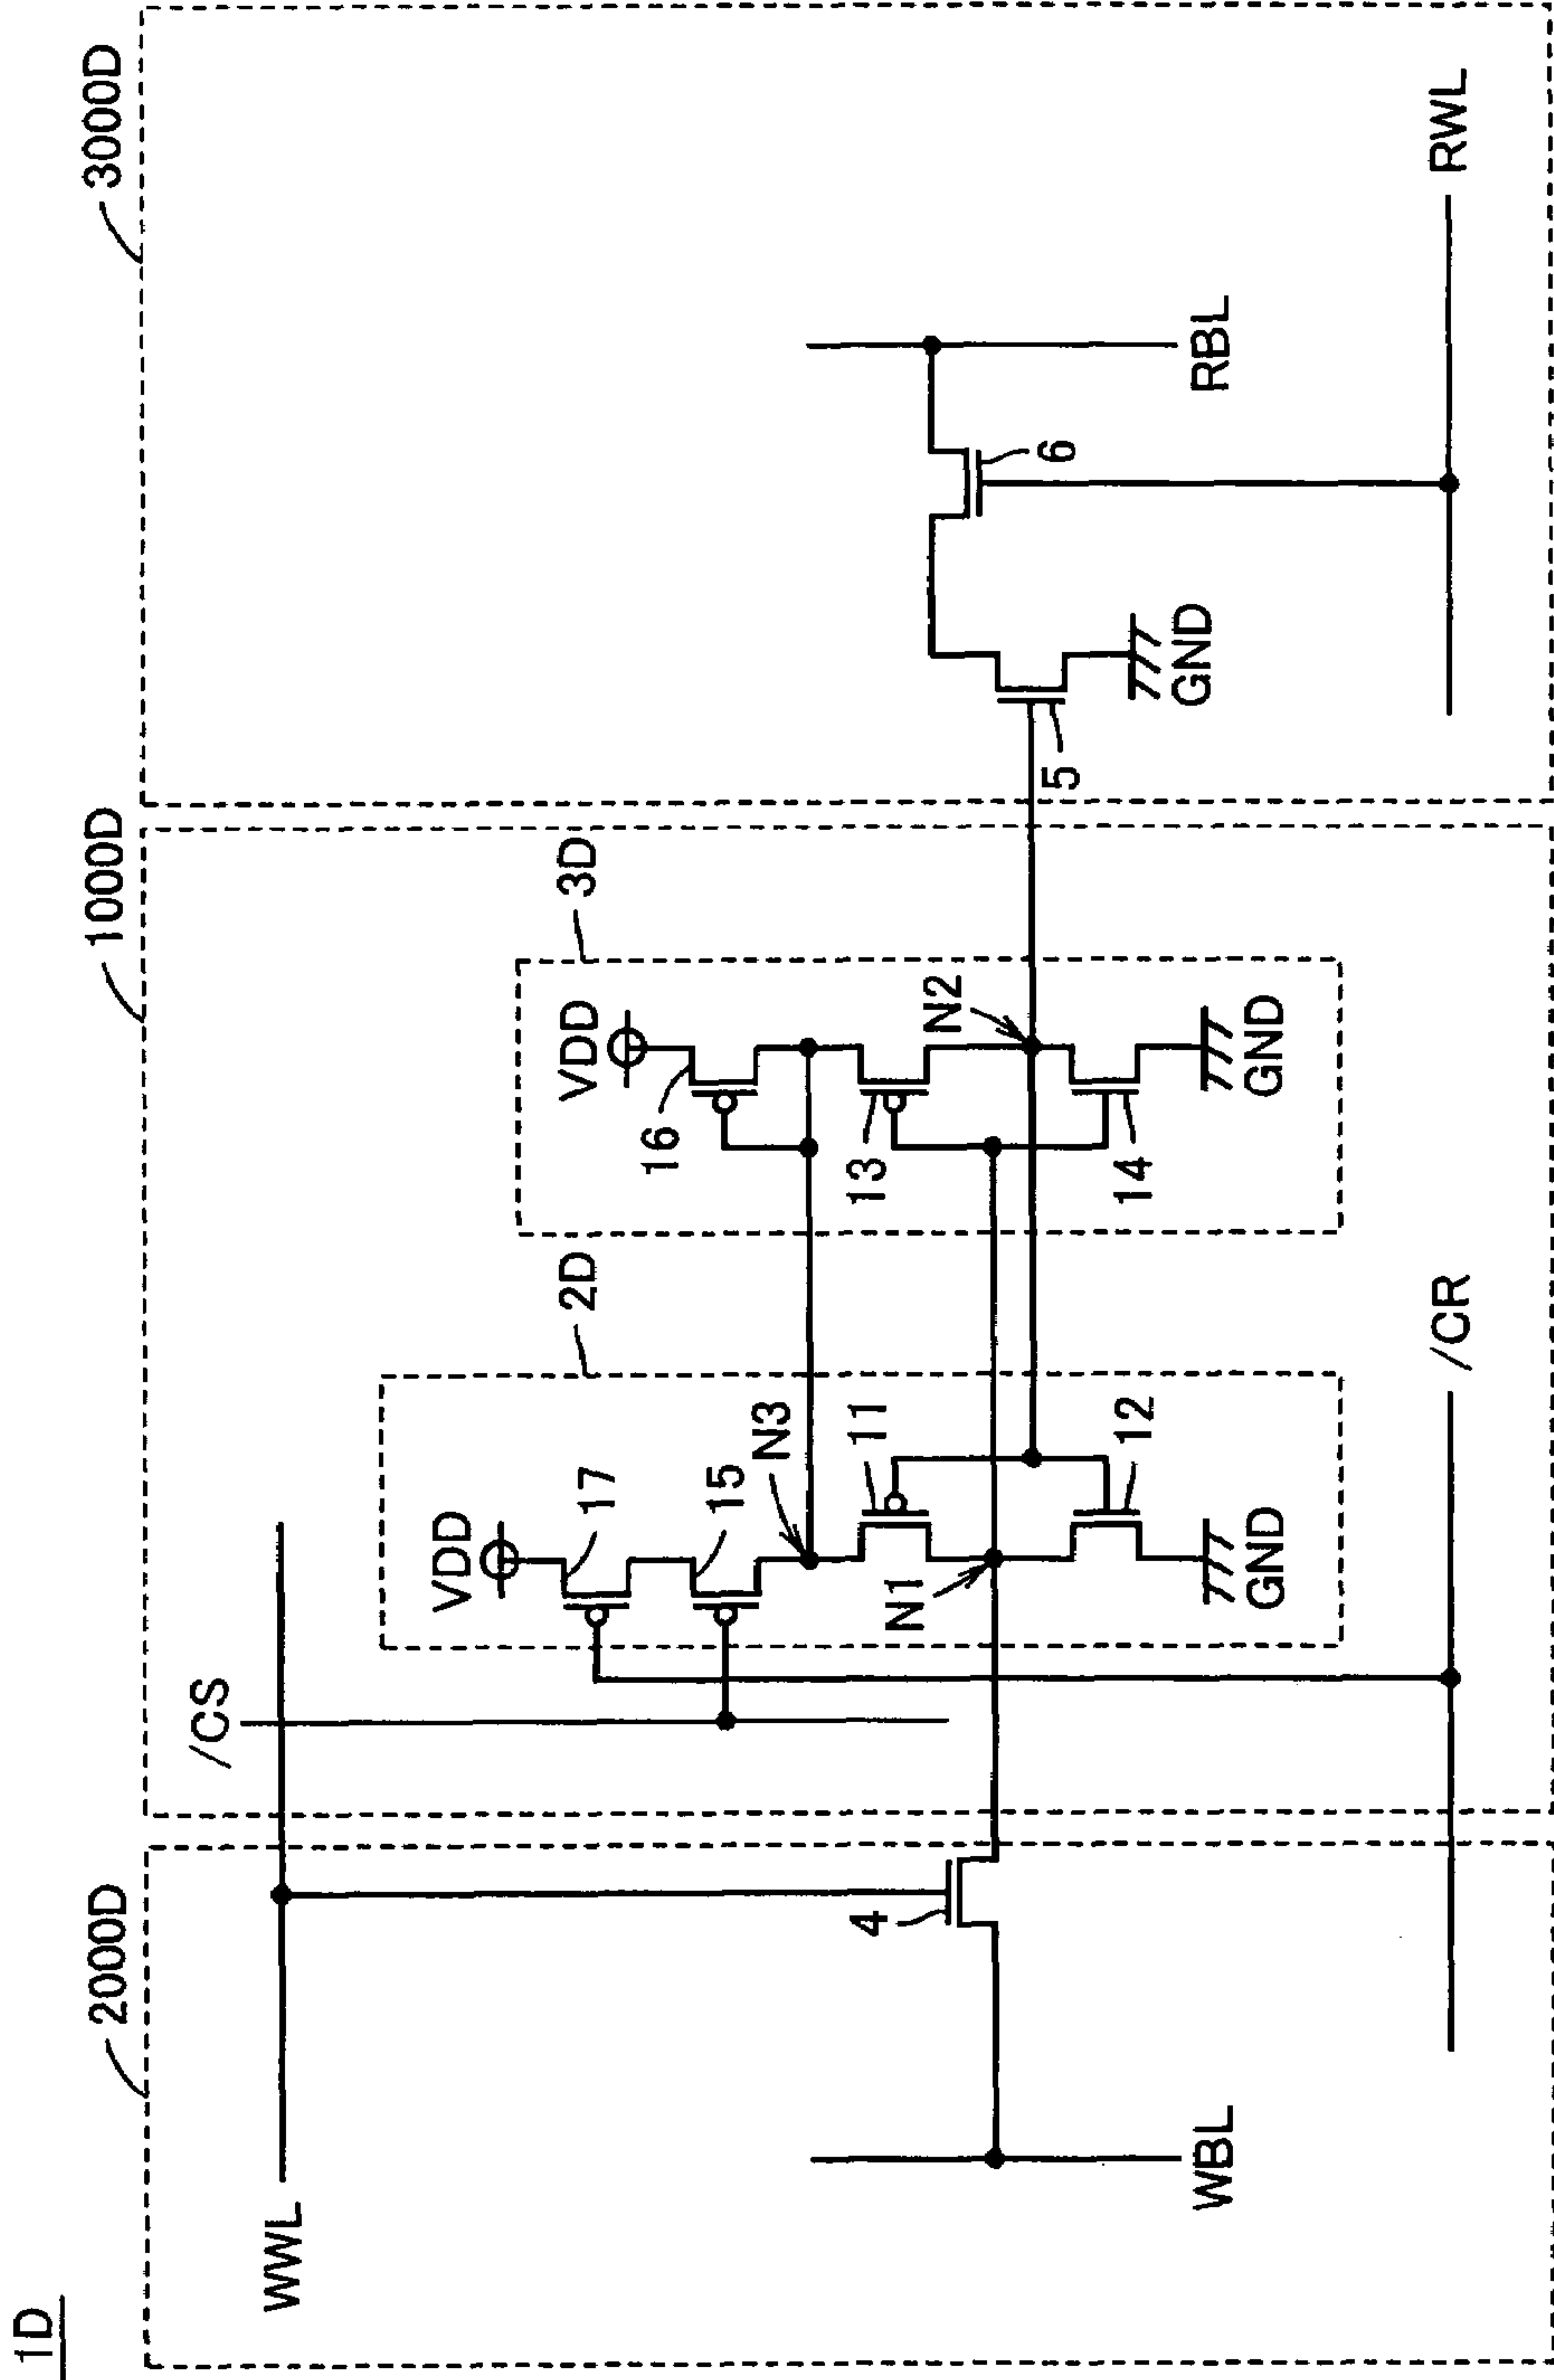 1D
2000D
1000D
3000D
WWL
/CS
VDD
17
15
N3
11
N1
12
GND
2D
3D
VDD
16
13
N2
14
GND
4
WBL
/CR
5
GND
6
RBL
RWL